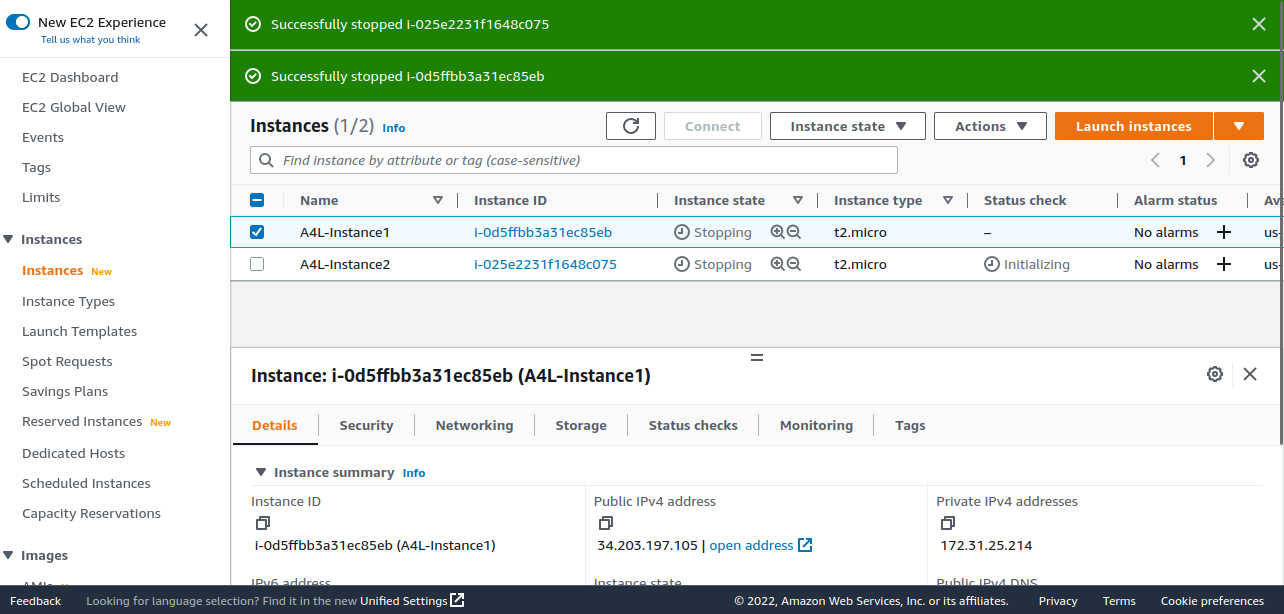 New EC2 Experience
Tell us what you think
EC2 Dashboard
EC2 Global View
Events
Tags
Limits
Instances
Instances New
Instance Types
Launch Templates
Spot Requests
Savings Plans
Reserved Instances New
Dedicated Hosts
Scheduled Instances
Capacity Reservations
Images
Successfully stopped i-025e2231f1648c075
Successfully stopped i-0d5ffbb3a31ec85eb
Instances (1/2) Info
Connect
Instance state
Actions
Launch instances
Find instance by attribute or tag (case-sensitive)
1
Name Instance ID Instance state Instance type Status check Alarm status Av
A4L-Instance1 i-0d5ffbb3a31ec85eb Stopping t2.micro – No alarms us-
A4L-Instance2 i-025e2231f1648c075 Stopping t2.micro Initializing No alarms us-
Instance: i-0d5ffbb3a31ec85eb (A4L-Instance1)
Details Security Networking Storage Status checks Monitoring Tags
Instance summary Info
Instance ID
i-0d5ffbb3a31ec85eb (A4L-Instance1)
Public IPv4 address
34.203.197.105 | open address
Private IPv4 addresses
172.31.25.214
IPv6 address
Instance state
Public IPv4 DNS
Feedback Looking for language selection? Find it in the new Unified Settings © 2022, Amazon Web Services, Inc. or its affiliates. Privacy Terms Cookie preferences